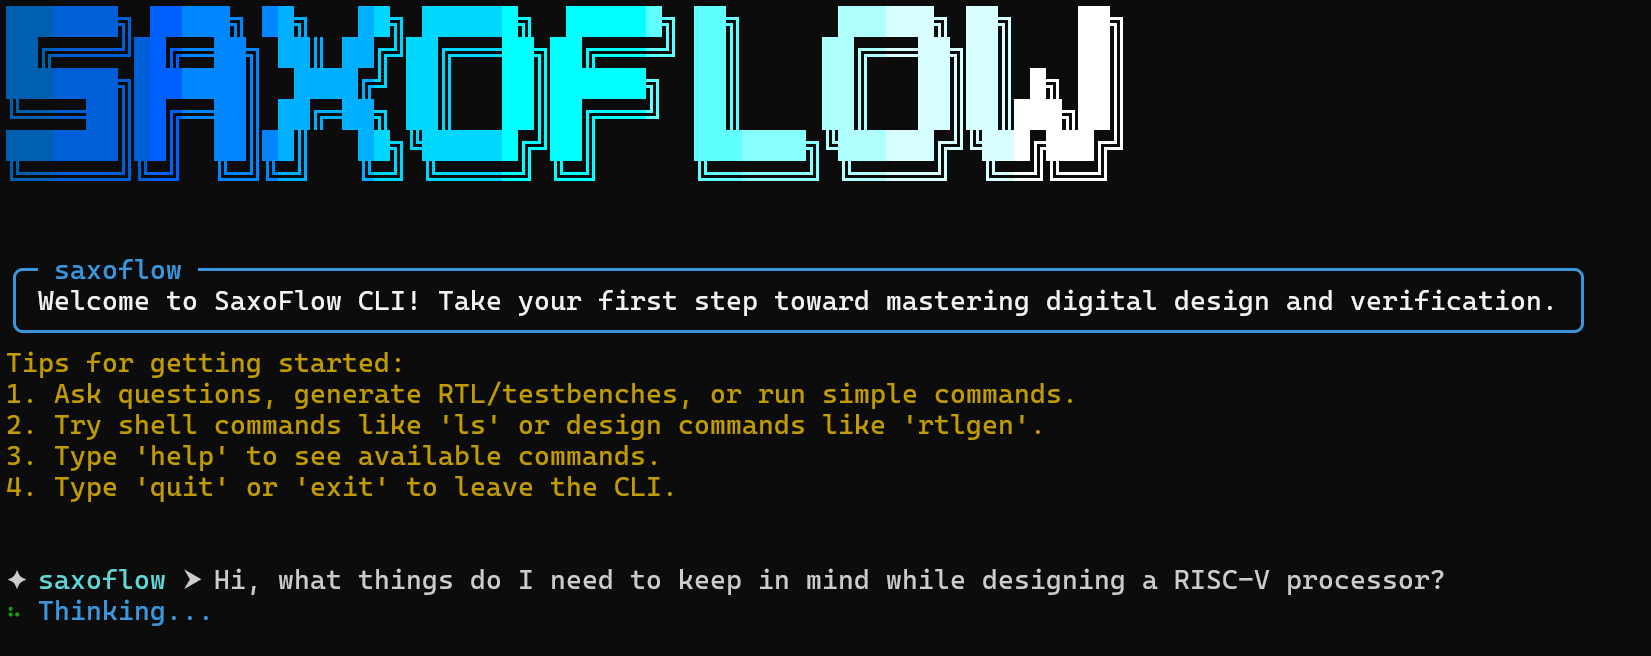 SAXOFLOW
saxoflow
Welcome to SaxoFlow CLI! Take your first step toward mastering digital design and verification.
Tips for getting started:
1. Ask questions, generate RTL/testbenches, or run simple commands.
2. Try shell commands like 'ls' or design commands like 'rtlgen'.
3. Type 'help' to see available commands.
4. Type 'quit' or 'exit' to leave the CLI.
✦ saxoflow ➤ Hi, what things do I need to keep in mind while designing a RISC-V processor?
Thinking...